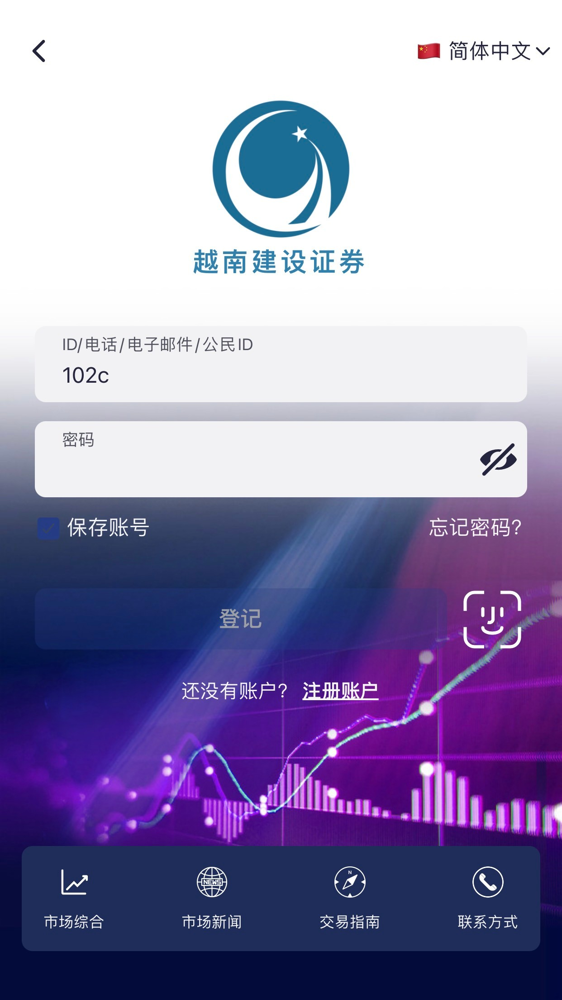 简体中文
越南建设证券
ID/电话/电子邮件/公民ID
102c
密码
保存账号
忘记密码?
登记
还没有账户? 注册账户
NEWS
N
市场综合
市场新闻
交易指南
联系方式